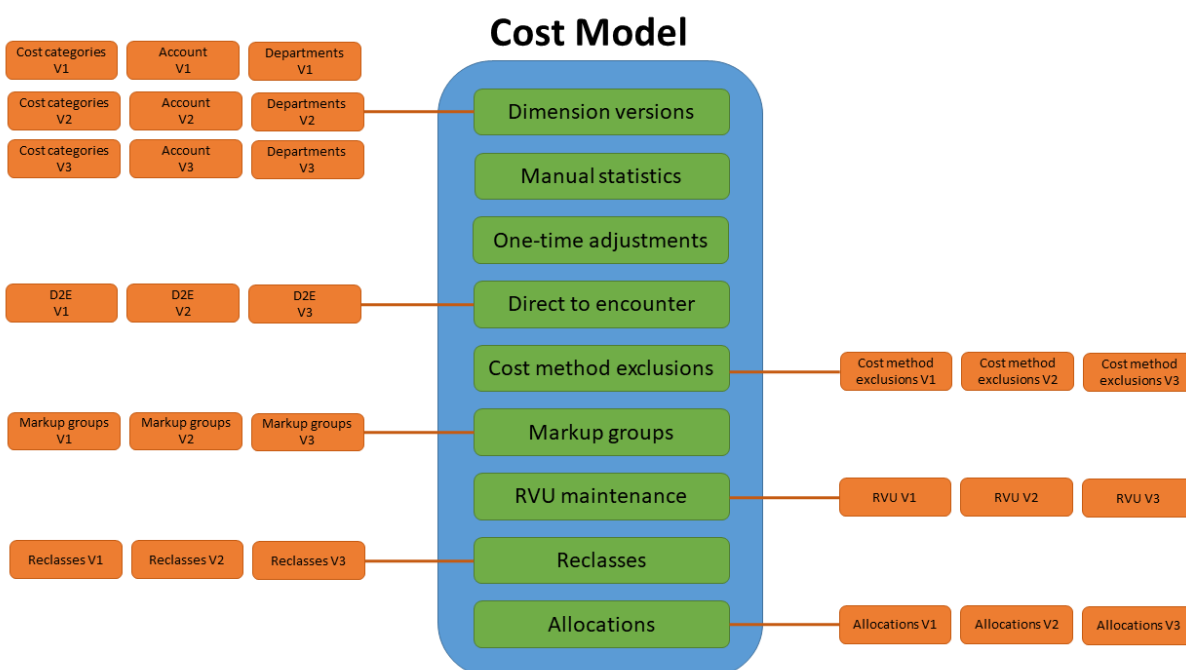 Cost Model
Cost categories
V1
Account
V1
Departments
V1
Cost categories
V2
Account
V2
Departments
V2
Cost categories
V3
Account
V3
Departments
V3
Dimension versions
Manual statistics
One-time adjustments
D2E
V1
D2E
V2
D2E
V3
Direct to encounter
Cost method exclusions
Cost method
exclusions V1
Cost method
exclusions V2
Cost method
exclusions V3
Markup groups
V1
Markup groups
V2
Markup groups
V3
Markup groups
RVU maintenance
RVU V1
RVU V2
RVU V3
Reclasses V1
Reclasses V2
Reclasses V3
Reclasses
Allocations
Allocations V1
Allocations V2
Allocations V3